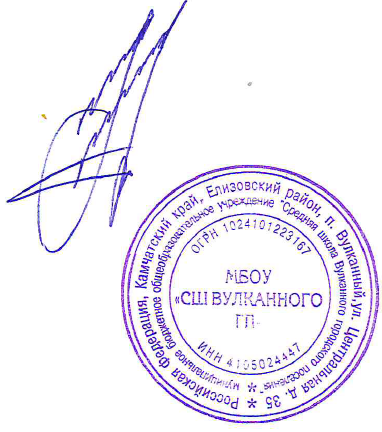 Российская Федерация, Камчатский край, Елизовский район, п. Вулканный, ул. Центральная д. 35
Муниципальное бюджетное общеобразовательное учреждение "Средняя школа Вулканного городского поселения"
ОГРН 1024101223167
МБОУ
«СШ ВУЛКАННОГО
ГП»
ИНН 4105024447